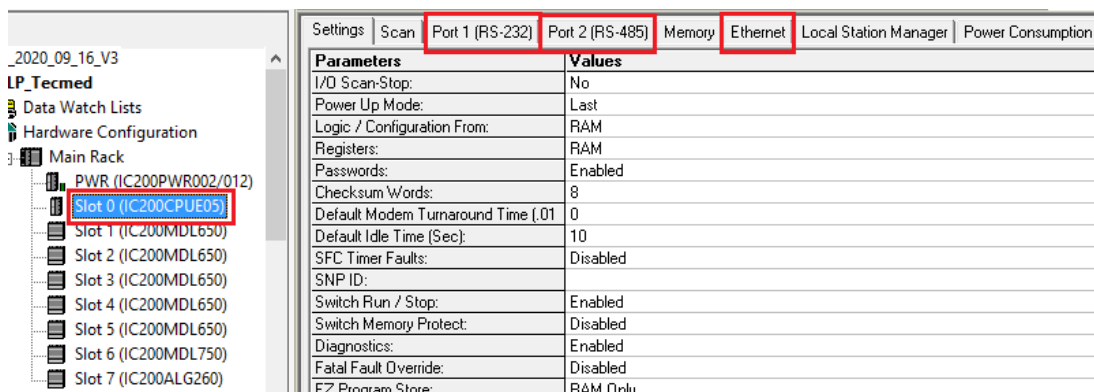 _2020_09_16_V3
LP_Tecmed
Data Watch Lists
Hardware Configuration
Main Rack
PWR (IC200PWR002/012)
Slot 0 (IC200CPUE05)
Slot 1 (IC200MDL650)
Slot 2 (IC200MDL650)
Slot 3 (IC200MDL650)
Slot 4 (IC200MDL650)
Slot 5 (IC200MDL650)
Slot 6 (IC200MDL750)
Slot 7 (IC200ALG260)
Settings Scan Port 1 (RS-232) Port 2 (RS-485) Memory Ethernet Local Station Manager Power Consumption
Parameters Values
I/O Scan-Stop: No
Power Up Mode: Last
Logic / Configuration From: RAM
Registers: RAM
Passwords: Enabled
Checksum Words: 8
Default Modem Turnaround Time (.01 0
Default Idle Time (Sec): 10
SFC Timer Faults: Disabled
SNP ID:
Switch Run / Stop: Enabled
Switch Memory Protect: Disabled
Diagnostics: Enabled
Fatal Fault Override: Disabled
EZ Program Store: RAM Only